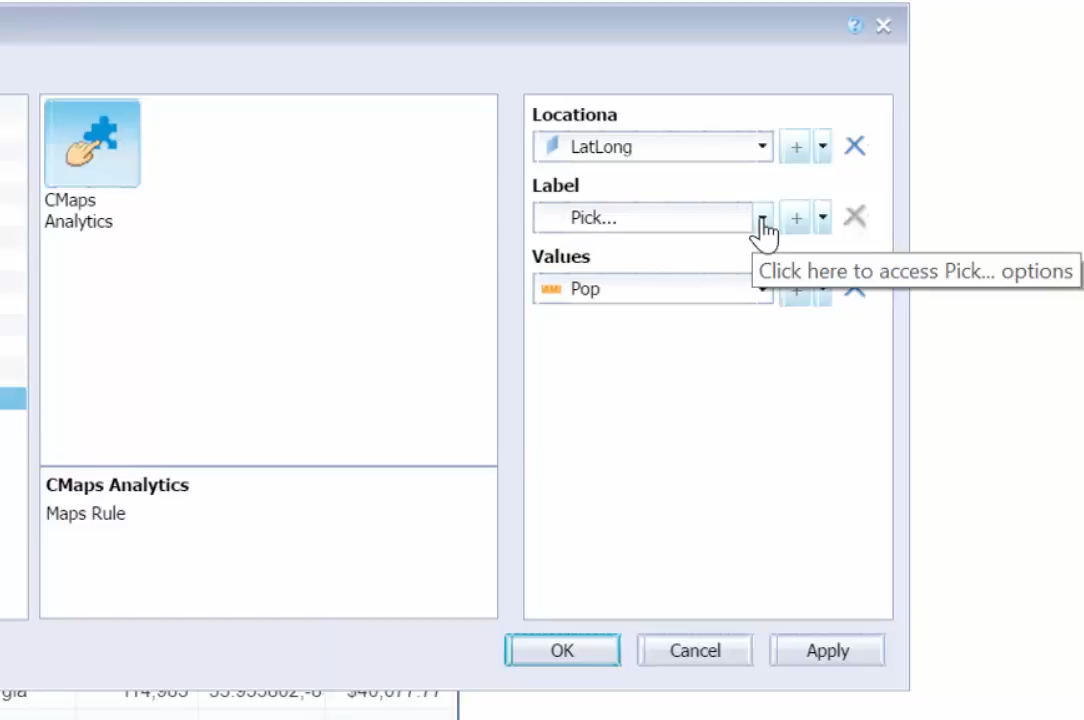 Locationa
LatLong
Label
Pick...
Click here to access Pick... options
Values
Pop
CMaps
Analytics
CMaps Analytics
Maps Rule
OK
Cancel
Apply